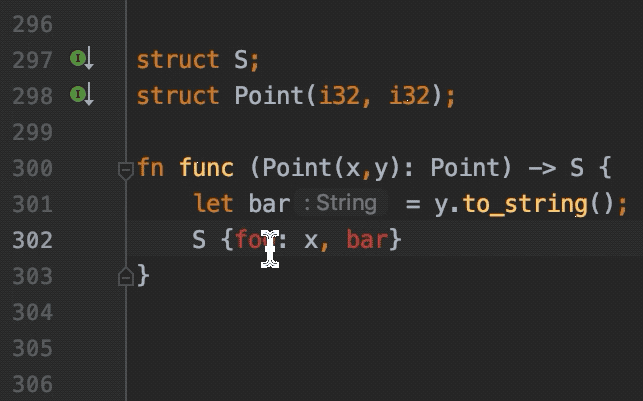 296
297 struct S;
298 struct Point(i32, i32);
299
300 fn func (Point(x,y): Point) -> S {
301 let bar : String = y.to_string();
302 S {foo: x, bar}
303 }
304
305
306